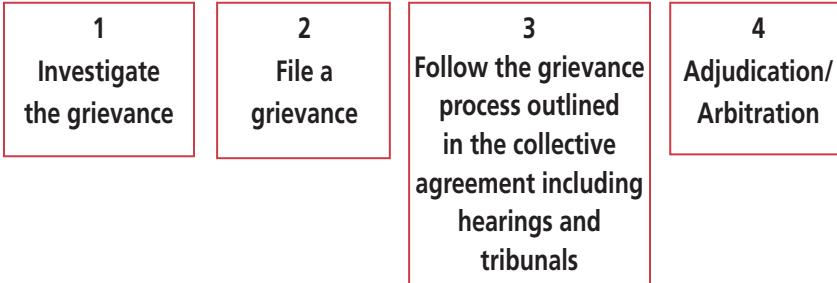 1
Investigate
the grievance
2
File a
grievance
3
Follow the grievance
process outlined
in the collective
agreement including
hearings and
tribunals
4
Adjudication/
Arbitration